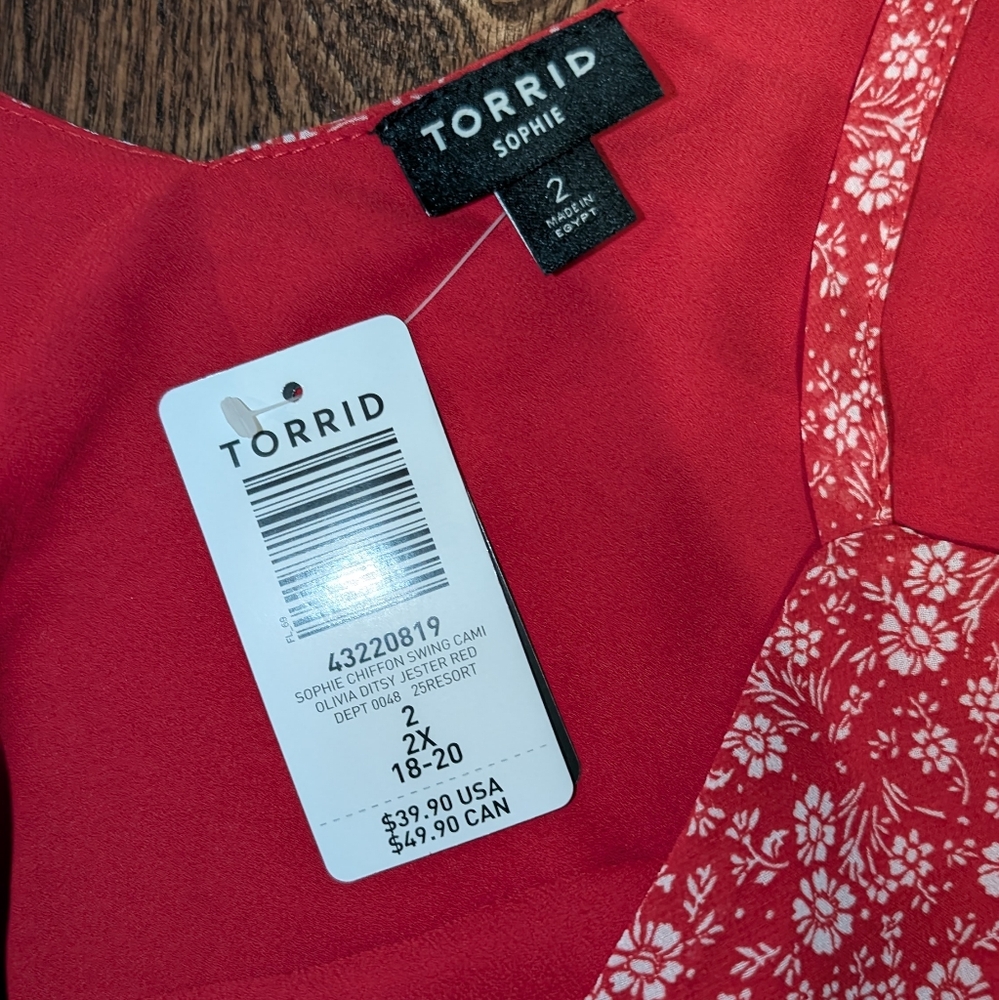 TORRID
SOPHIE
2
MADE IN
EGYPT
TORRID
FL_69
43220819
SOPHIE CHIFFON SWING CAMI
OLIVIA DITSY JESTER RED
DEPT 0048 25RESORT
2
2X
18-20
$39.90 USA
$49.90 CAN